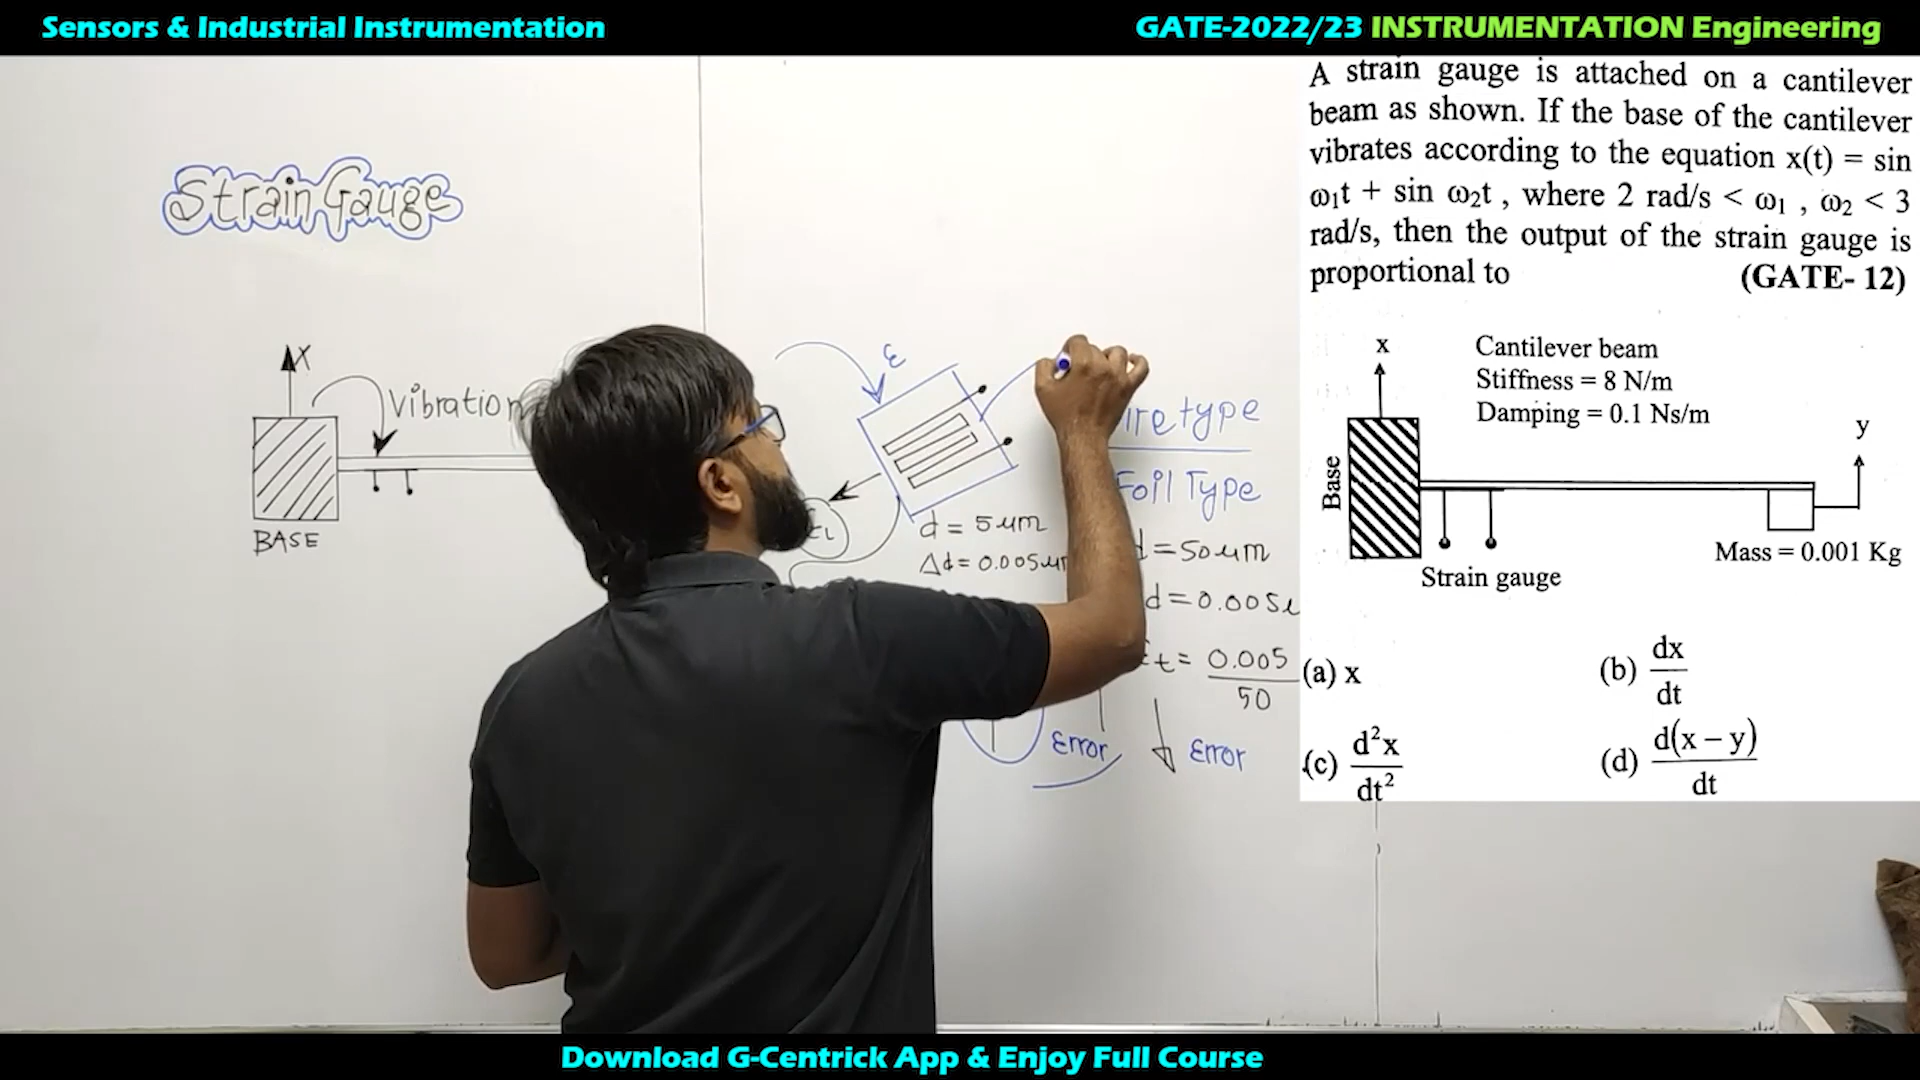 Sensors & Industrial Instrumentation
GATE-2022/23 INSTRUMENTATION Engineering
Strain Gauge
X
Vibration
BASE
ε
d = 5 μm
Δd = 0.005
Foil Type
type
= 50 μm
d = 0.005
t = 0.005
50
Error
Error
A strain gauge is attached on a cantilever
beam as shown. If the base of the cantilever
vibrates according to the equation x(t) = sin
ω₁t + sin ω₂t , where 2 rad/s < ω₁ , ω₂ < 3
rad/s, then the output of the strain gauge is
proportional to (GATE- 12)
x
Cantilever beam
Stiffness = 8 N/m
Damping = 0.1 Ns/m
y
Base
Mass = 0.001 Kg
Strain gauge
(a) x
(b) dx
dt
(c) d²x
dt²
(d) d(x – y)
dt
Download G-Centrick App & Enjoy Full Course